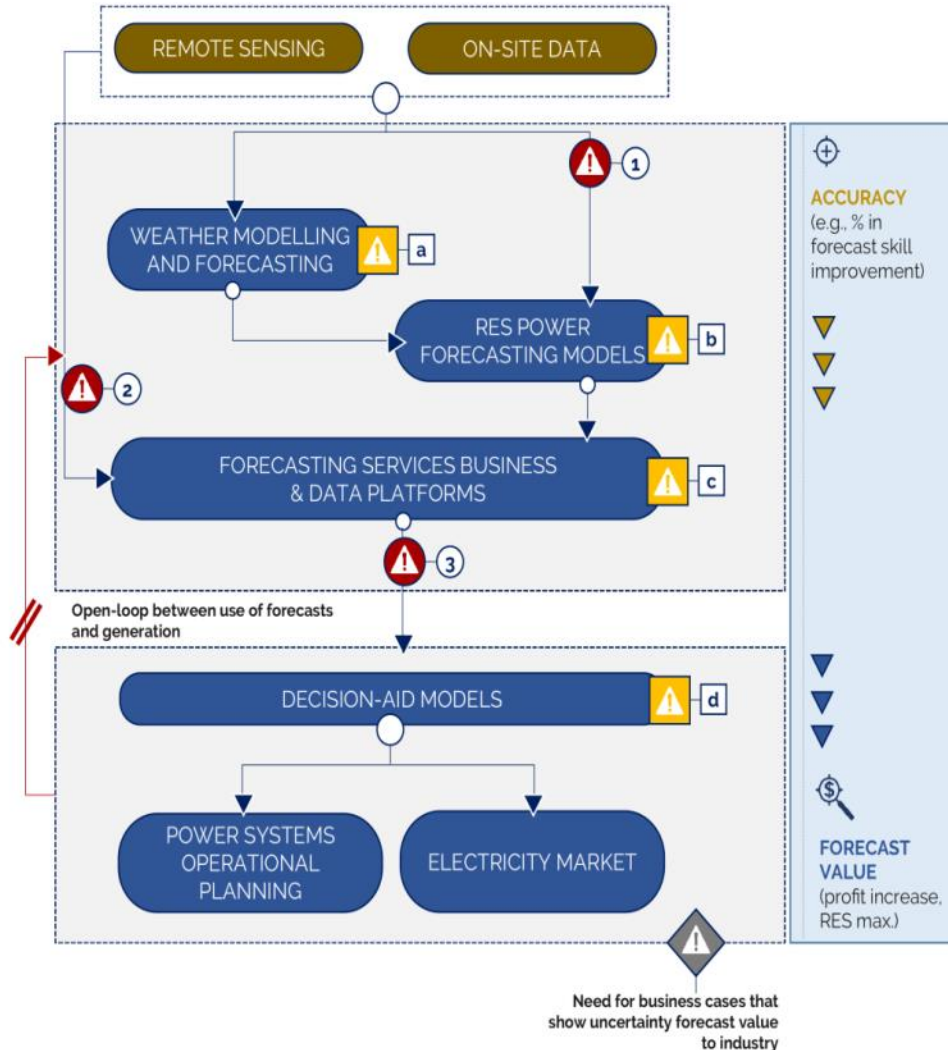 REMOTE SENSING
ON-SITE DATA
1
WEATHER MODELLING
AND FORECASTING
a
RES POWER
FORECASTING MODELS
b
2
FORECASTING SERVICES BUSINESS
& DATA PLATFORMS
c
3
Open-loop between use of forecasts
and generation
DECISION-AID MODELS
d
POWER SYSTEMS
OPERATIONAL
PLANNING
ELECTRICITY MARKET
Need for business cases that
show uncertainty forecast value
to industry
ACCURACY
(e.g., % in
forecast skill
improvement)
$
FORECAST
VALUE
(profit increase,
RES max.)